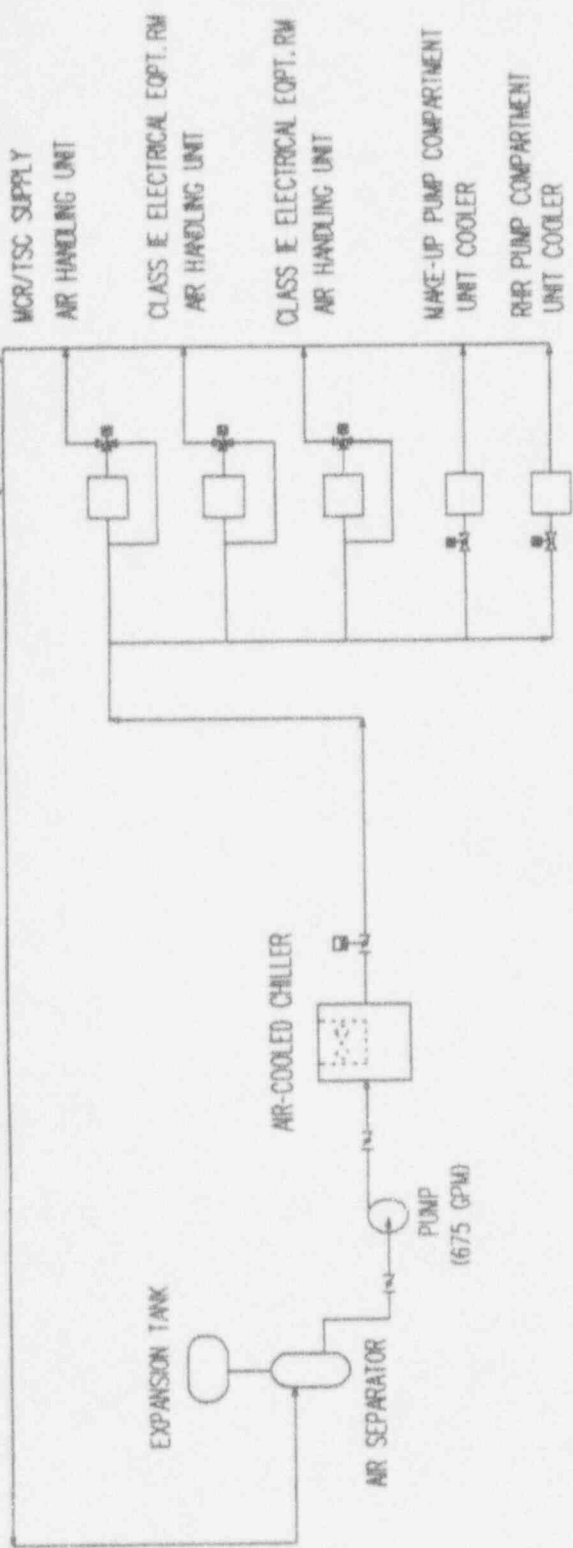 MCR/TSC SUPPLY
AIR HANDLING UNIT
CLASS IE ELECTRICAL EQPT. RM
AIR HANDLING UNIT
CLASS IE ELECTRICAL EQPT. RM
AIR HANDLING UNIT
MAKE-UP PUMP COMPARTMENT
UNIT COOLER
RHR PUMP COMPARTMENT
UNIT COOLER
AIR-COOLED CHILLER
EXPANSION TANK
AIR SEPARATOR
PUMP
(675 GPM)